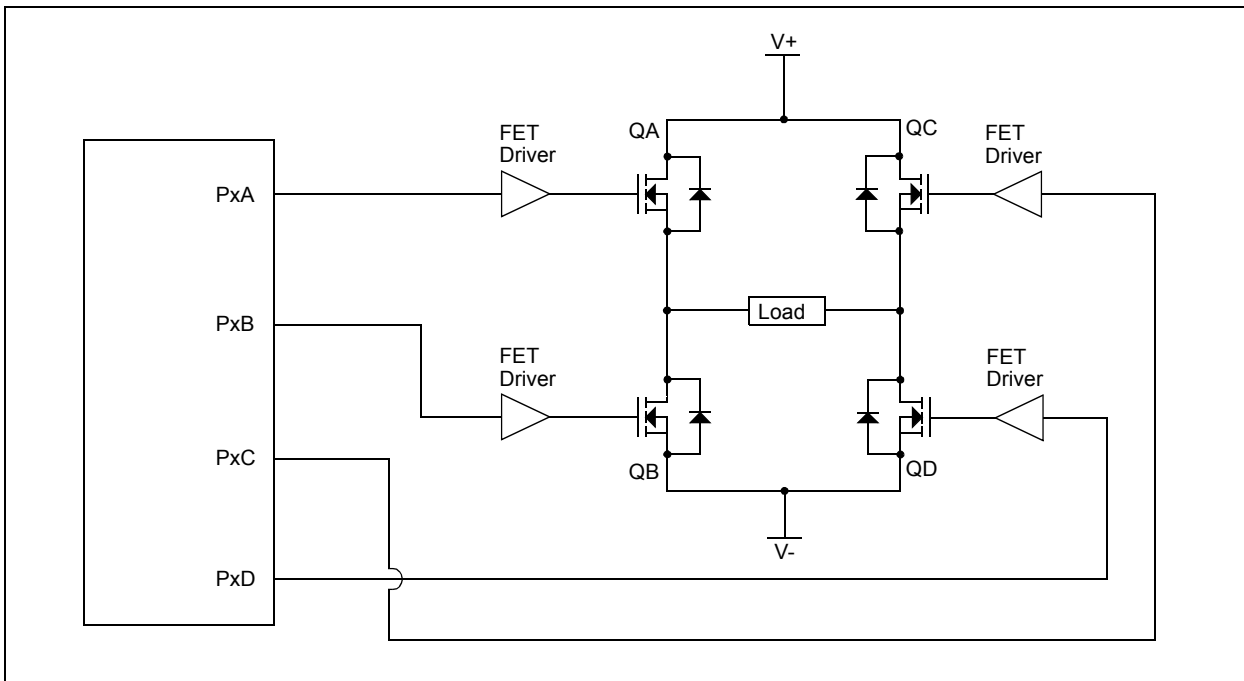 V+
QA
QC
FET
Driver
FET
Driver
PxA
PxB
Load
FET
Driver
FET
Driver
PxC
QB
QD
V-
PxD